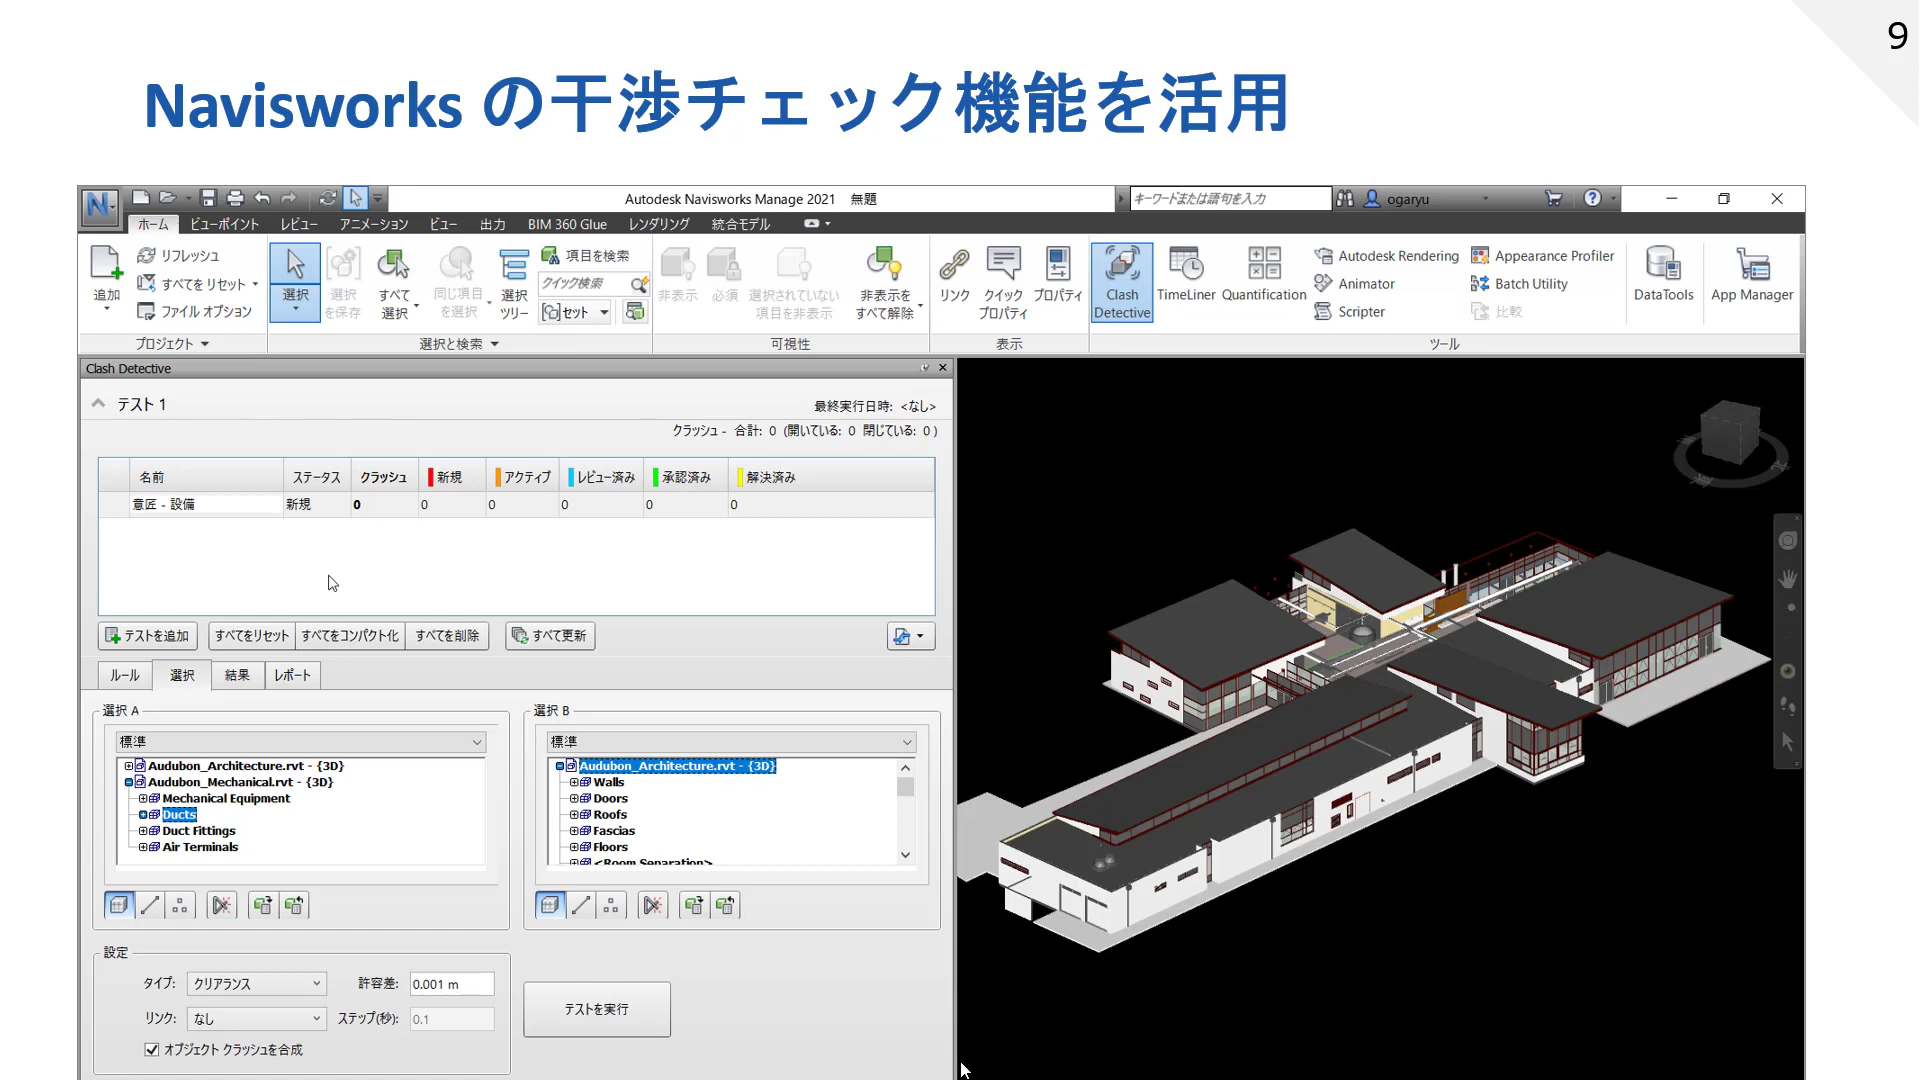 9
Navisworks の干渉チェック機能を活用
Autodesk Navisworks Manage 2021 無題
キーワードまたは語句を入力
ogaryu
ホーム ビューポイント レビュー アニメーション ビュー 出力 BIM 360 Glue レンダリング 統合モデル
追加
リフレッシュ
すべてをリセット
ファイル オプション
選択
選択を保存
すべて選択
同じ項目を選択
選択ツリー
項目を検索
クイック検索
セット
非表示
必須
選択されていない項目を非表示
非表示をすべて解除
リンク
クイック プロパティ
プロパティ
Clash Detective
TimeLiner
Quantification
Autodesk Rendering
Animator
Scripter
Appearance Profiler
Batch Utility
比較
DataTools
App Manager
プロジェクト 選択と検索 可視性 表示 ツール
Clash Detective
テスト 1
最終実行日時: <なし>
クラッシュ - 合計: 0 (開いている: 0 閉じている: 0 )
名前 ステータス クラッシュ 新規 アクティブ レビュー済み 承認済み 解決済み
意匠 - 設備 新規 0 0 0 0 0 0
テストを追加 すべてをリセット すべてをコンパクト化 すべてを削除 すべて更新
ルール 選択 結果 レポート
選択 A
標準
Audubon_Architecture.rvt - {3D}
Audubon_Mechanical.rvt - {3D}
Mechanical Equipment
Ducts
Duct Fittings
Air Terminals
選択 B
標準
Audubon_Architecture.rvt - {3D}
Walls
Doors
Roofs
Fascias
Floors
<Room Separation>
設定
タイプ: クリアランス 許容差: 0.001 m
リンク: なし ステップ(秒): 0.1
オブジェクト クラッシュを合成
テストを実行